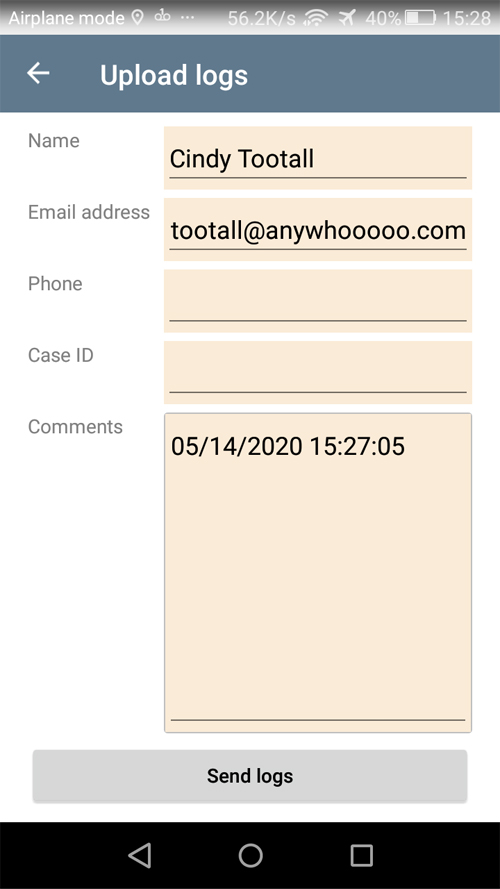 Airplane mode ... 56.2K/s 40% 15:28
Upload logs
Name
Cindy Tootall
Email address
tootall@anywhooooo.com
Phone
Case ID
Comments
05/14/2020 15:27:05
Send logs